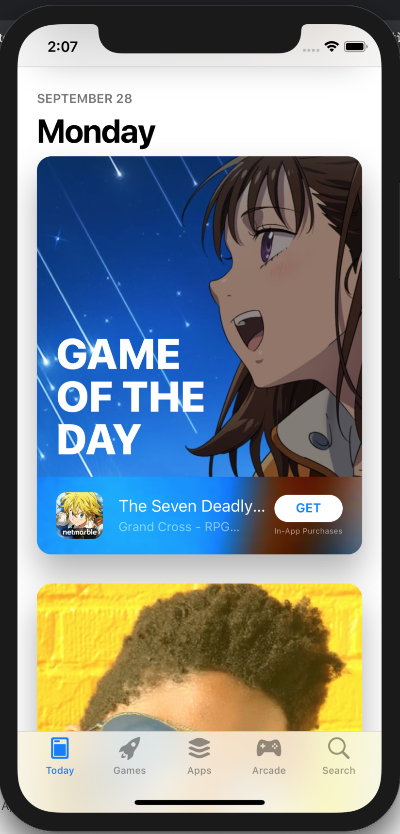 2:07
SEPTEMBER 28
Monday
GAME
OF THE
DAY
netmarble
The Seven Deadly...
Grand Cross - RPG...
GET
In-App Purchases
Today
Games
Apps
Arcade
Search